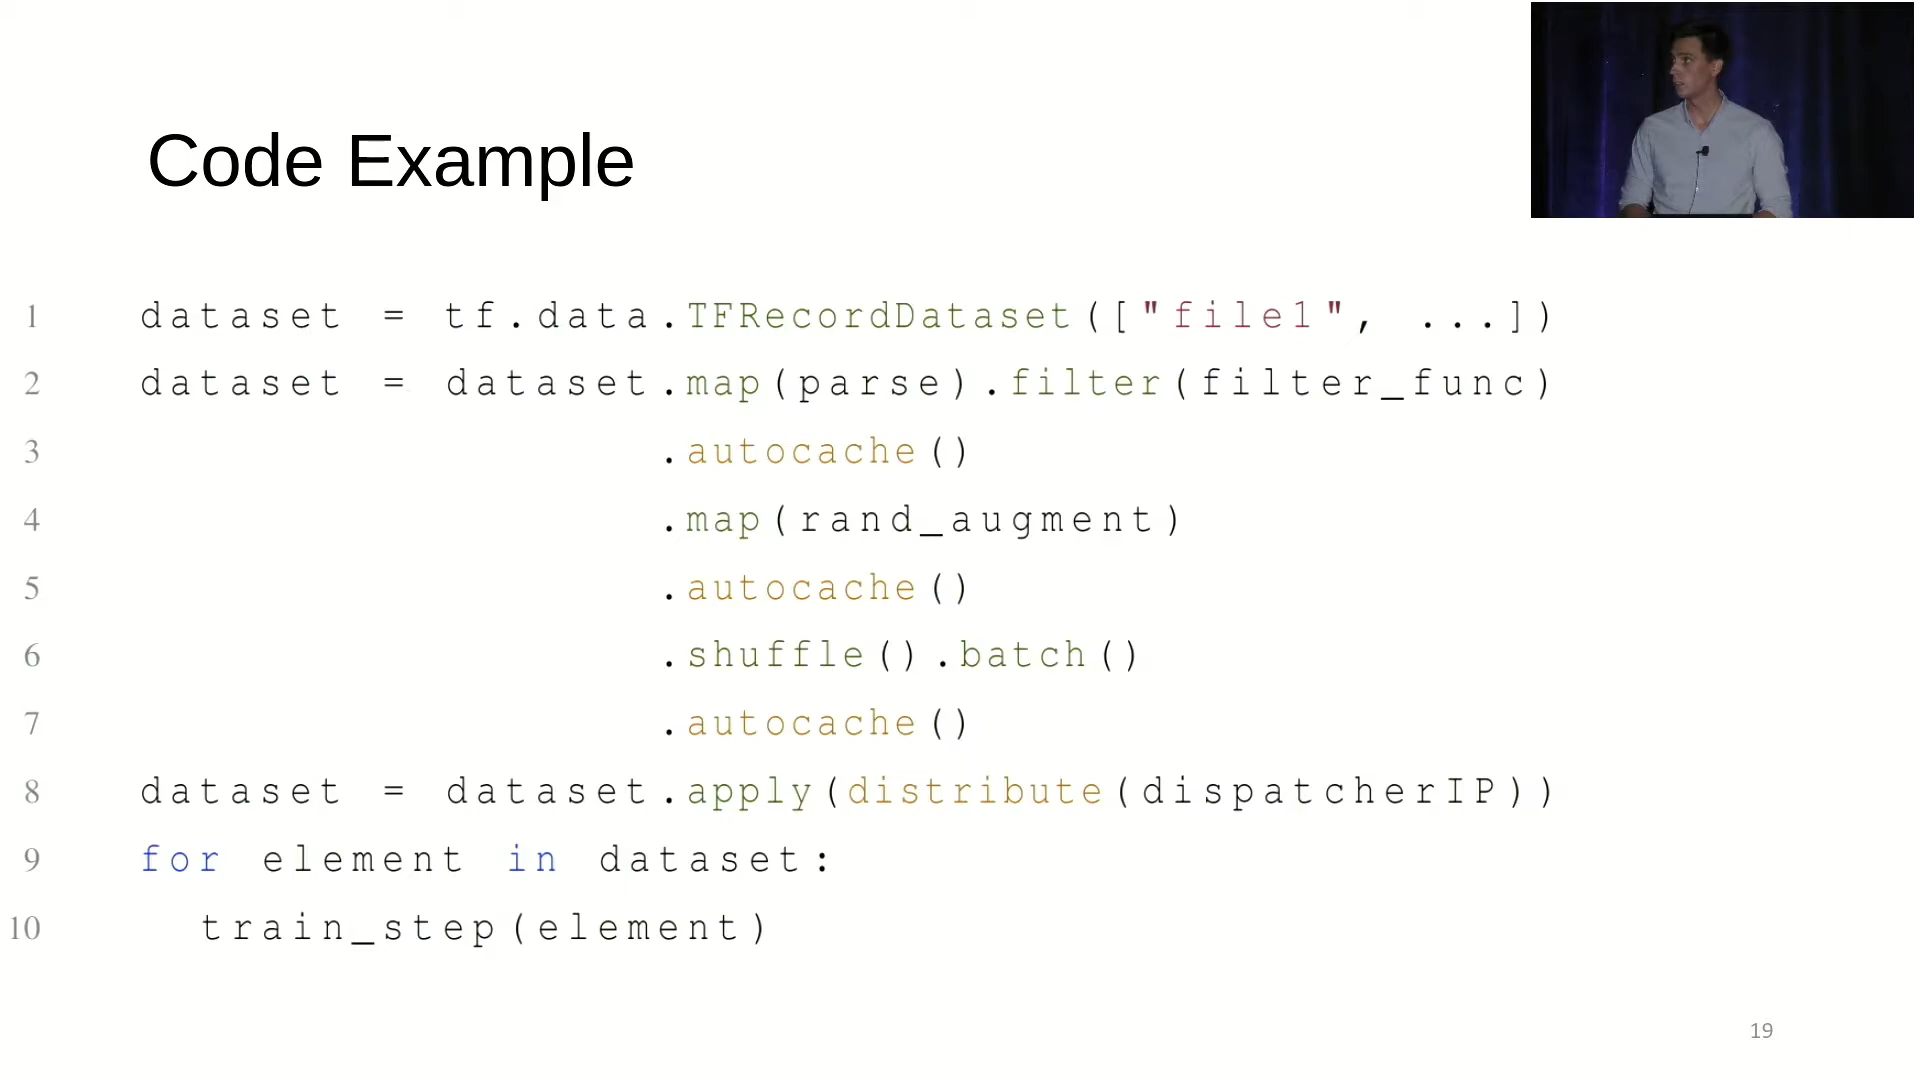 Code Example
1 dataset = tf.data.TFRecordDataset(["file1", ...])
2 dataset = dataset.map(parse).filter(filter_func)
3 .autocache()
4 .map(rand_augment)
5 .autocache()
6 .shuffle().batch()
7 .autocache()
8 dataset = dataset.apply(distribute(dispatcherIP))
9 for element in dataset:
10 train_step(element)
19